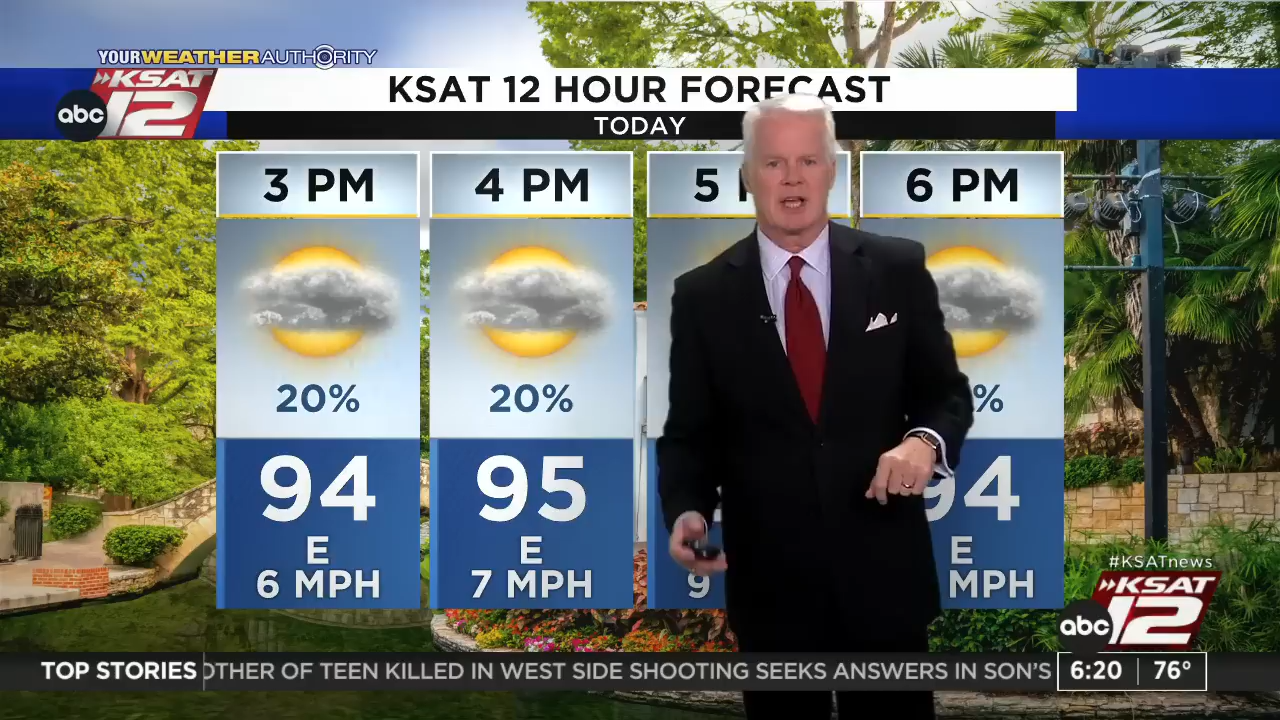 YOUR WEATHER AUTHORITY
KSAT
abc 12
KSAT 12 HOUR FORECAST
TODAY
3 PM
4 PM
5
6 PM
20%
20%
%
94
95
94
E
E
E
6 MPH
7 MPH
9
MPH
#KSATnews
KSAT
abc 12
TOP STORIES
OTHER OF TEEN KILLED IN WEST SIDE SHOOTING SEEKS ANSWERS IN SON'S
6:20
76°